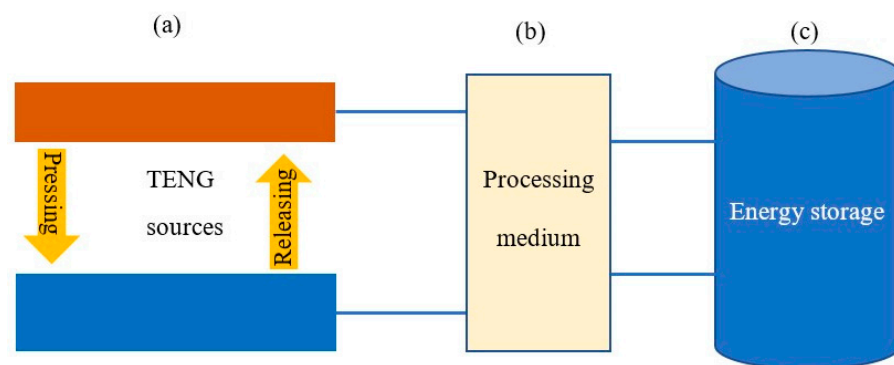 (a)
(b)
(c)
Pressing
TENG
sources
Releasing
Processing
medium
Energy storage